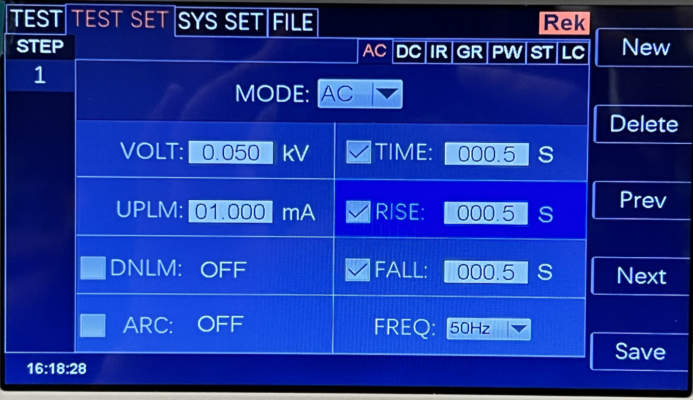 TEST TEST SET SYS SET FILE Rek
STEP AC DC IR GR PW ST LC
1
MODE: AC
VOLT: 0.050 kV
TIME: 000.5 S
UPLM: 01.000 mA
RISE: 000.5 S
DNLM: OFF
FALL: 000.5 S
ARC: OFF
FREQ: 50Hz
16:18:28
New
Delete
Prev
Next
Save